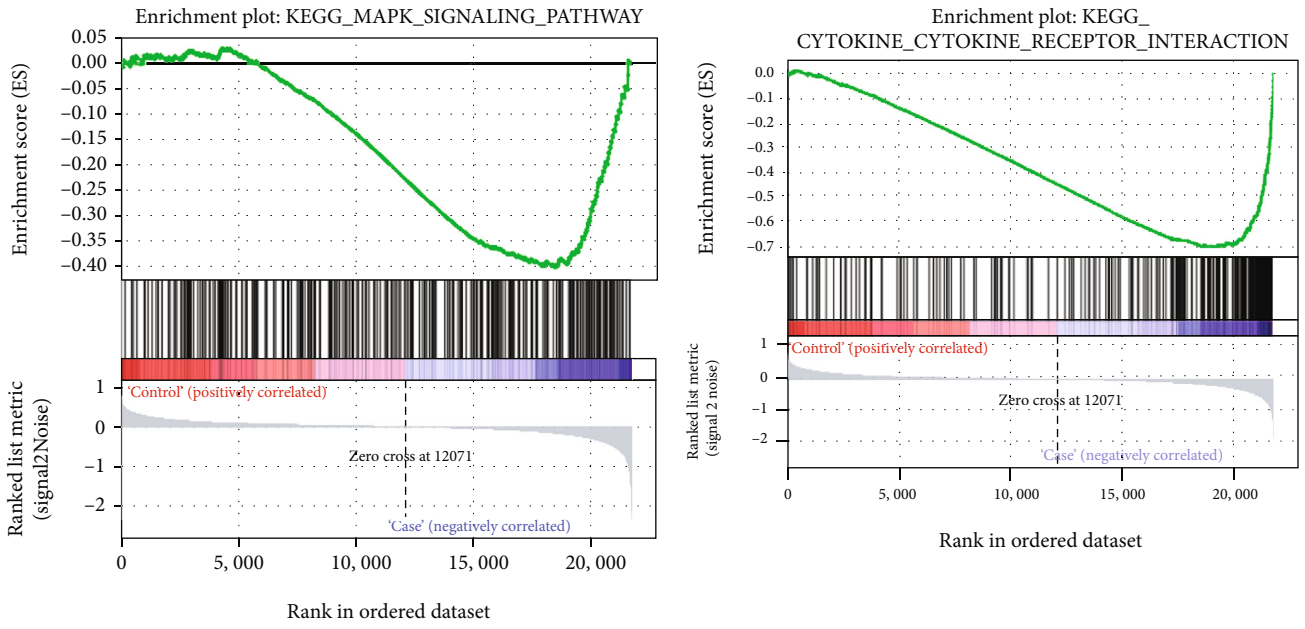 Enrichment plot: KEGG_MAPK_SIGNALING_PATHWAY
Enrichment score (ES)
0.05
0.00
−0.05
−0.10
−0.15
−0.20
−0.25
−0.30
−0.35
−0.40
'Control' (positively correlated)
Zero cross at 12071
'Case' (negatively correlated)
Ranked list metric
(signal2Noise)
1
0
−1
−2
0 5, 000 10, 000 15, 000 20, 000
Rank in ordered dataset
Enrichment plot: KEGG_
CYTOKINE_CYTOKINE_RECEPTOR_INTERACTION
Enrichment score (ES)
0.0
−0.1
−0.2
−0.3
−0.4
−0.5
−0.6
−0.7
'Control' (positively correlated)
Zero cross at 12071
'Case' (negatively correlated)
Ranked list metric
(signal 2 noise)
1
0
−1
−2
0 5, 000 10, 000 15, 000 20, 000
Rank in ordered dataset